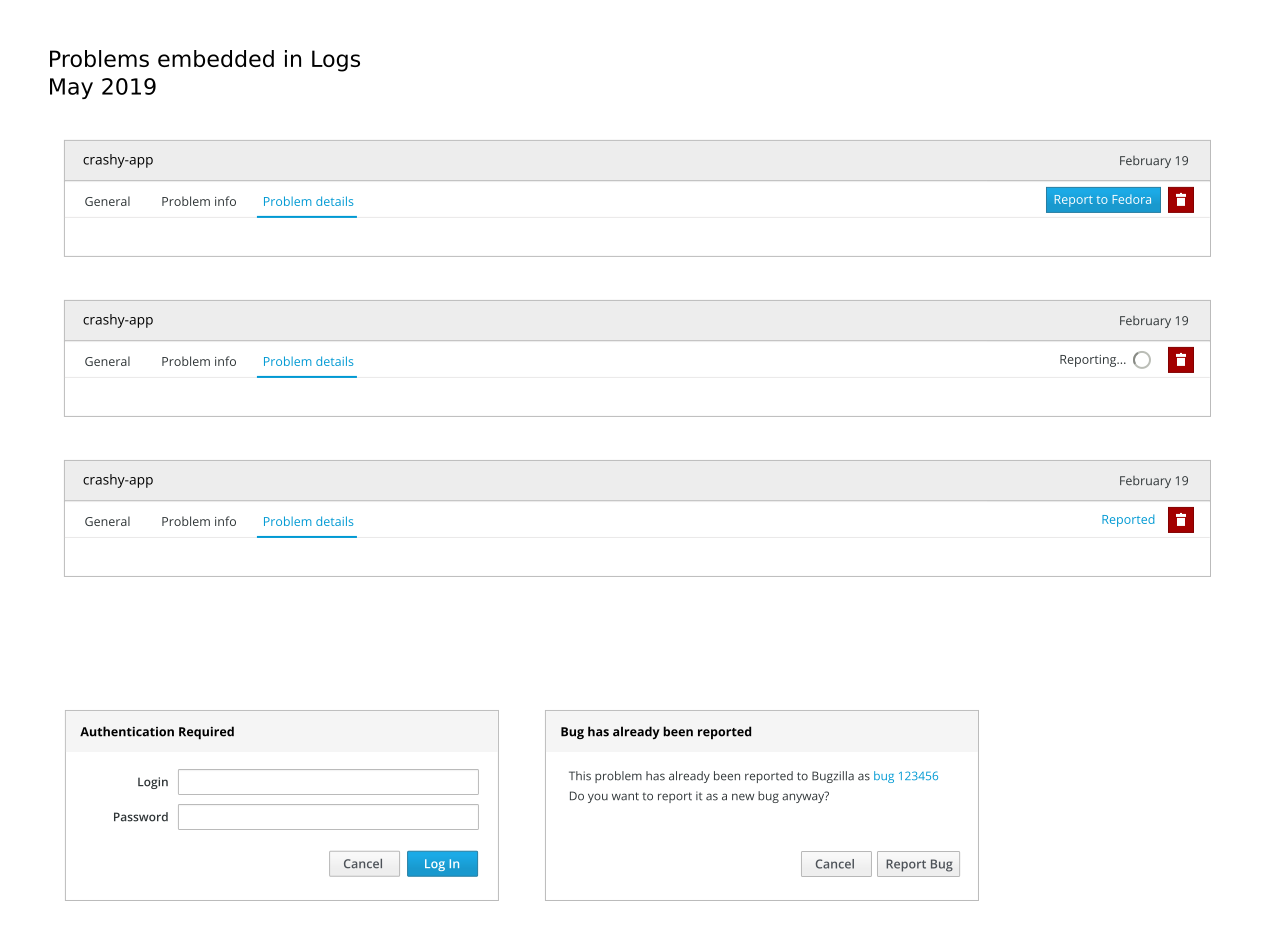 Problems embedded in Logs
May 2019
crashy-app February 19
General Problem info Problem details Report to Fedora
crashy-app February 19
General Problem info Problem details Reporting...
crashy-app February 19
General Problem info Problem details Reported
Authentication Required
Login
Password
Cancel Log In
Bug has already been reported
This problem has already been reported to Bugzilla as bug 123456
Do you want to report it as a new bug anyway?
Cancel Report Bug